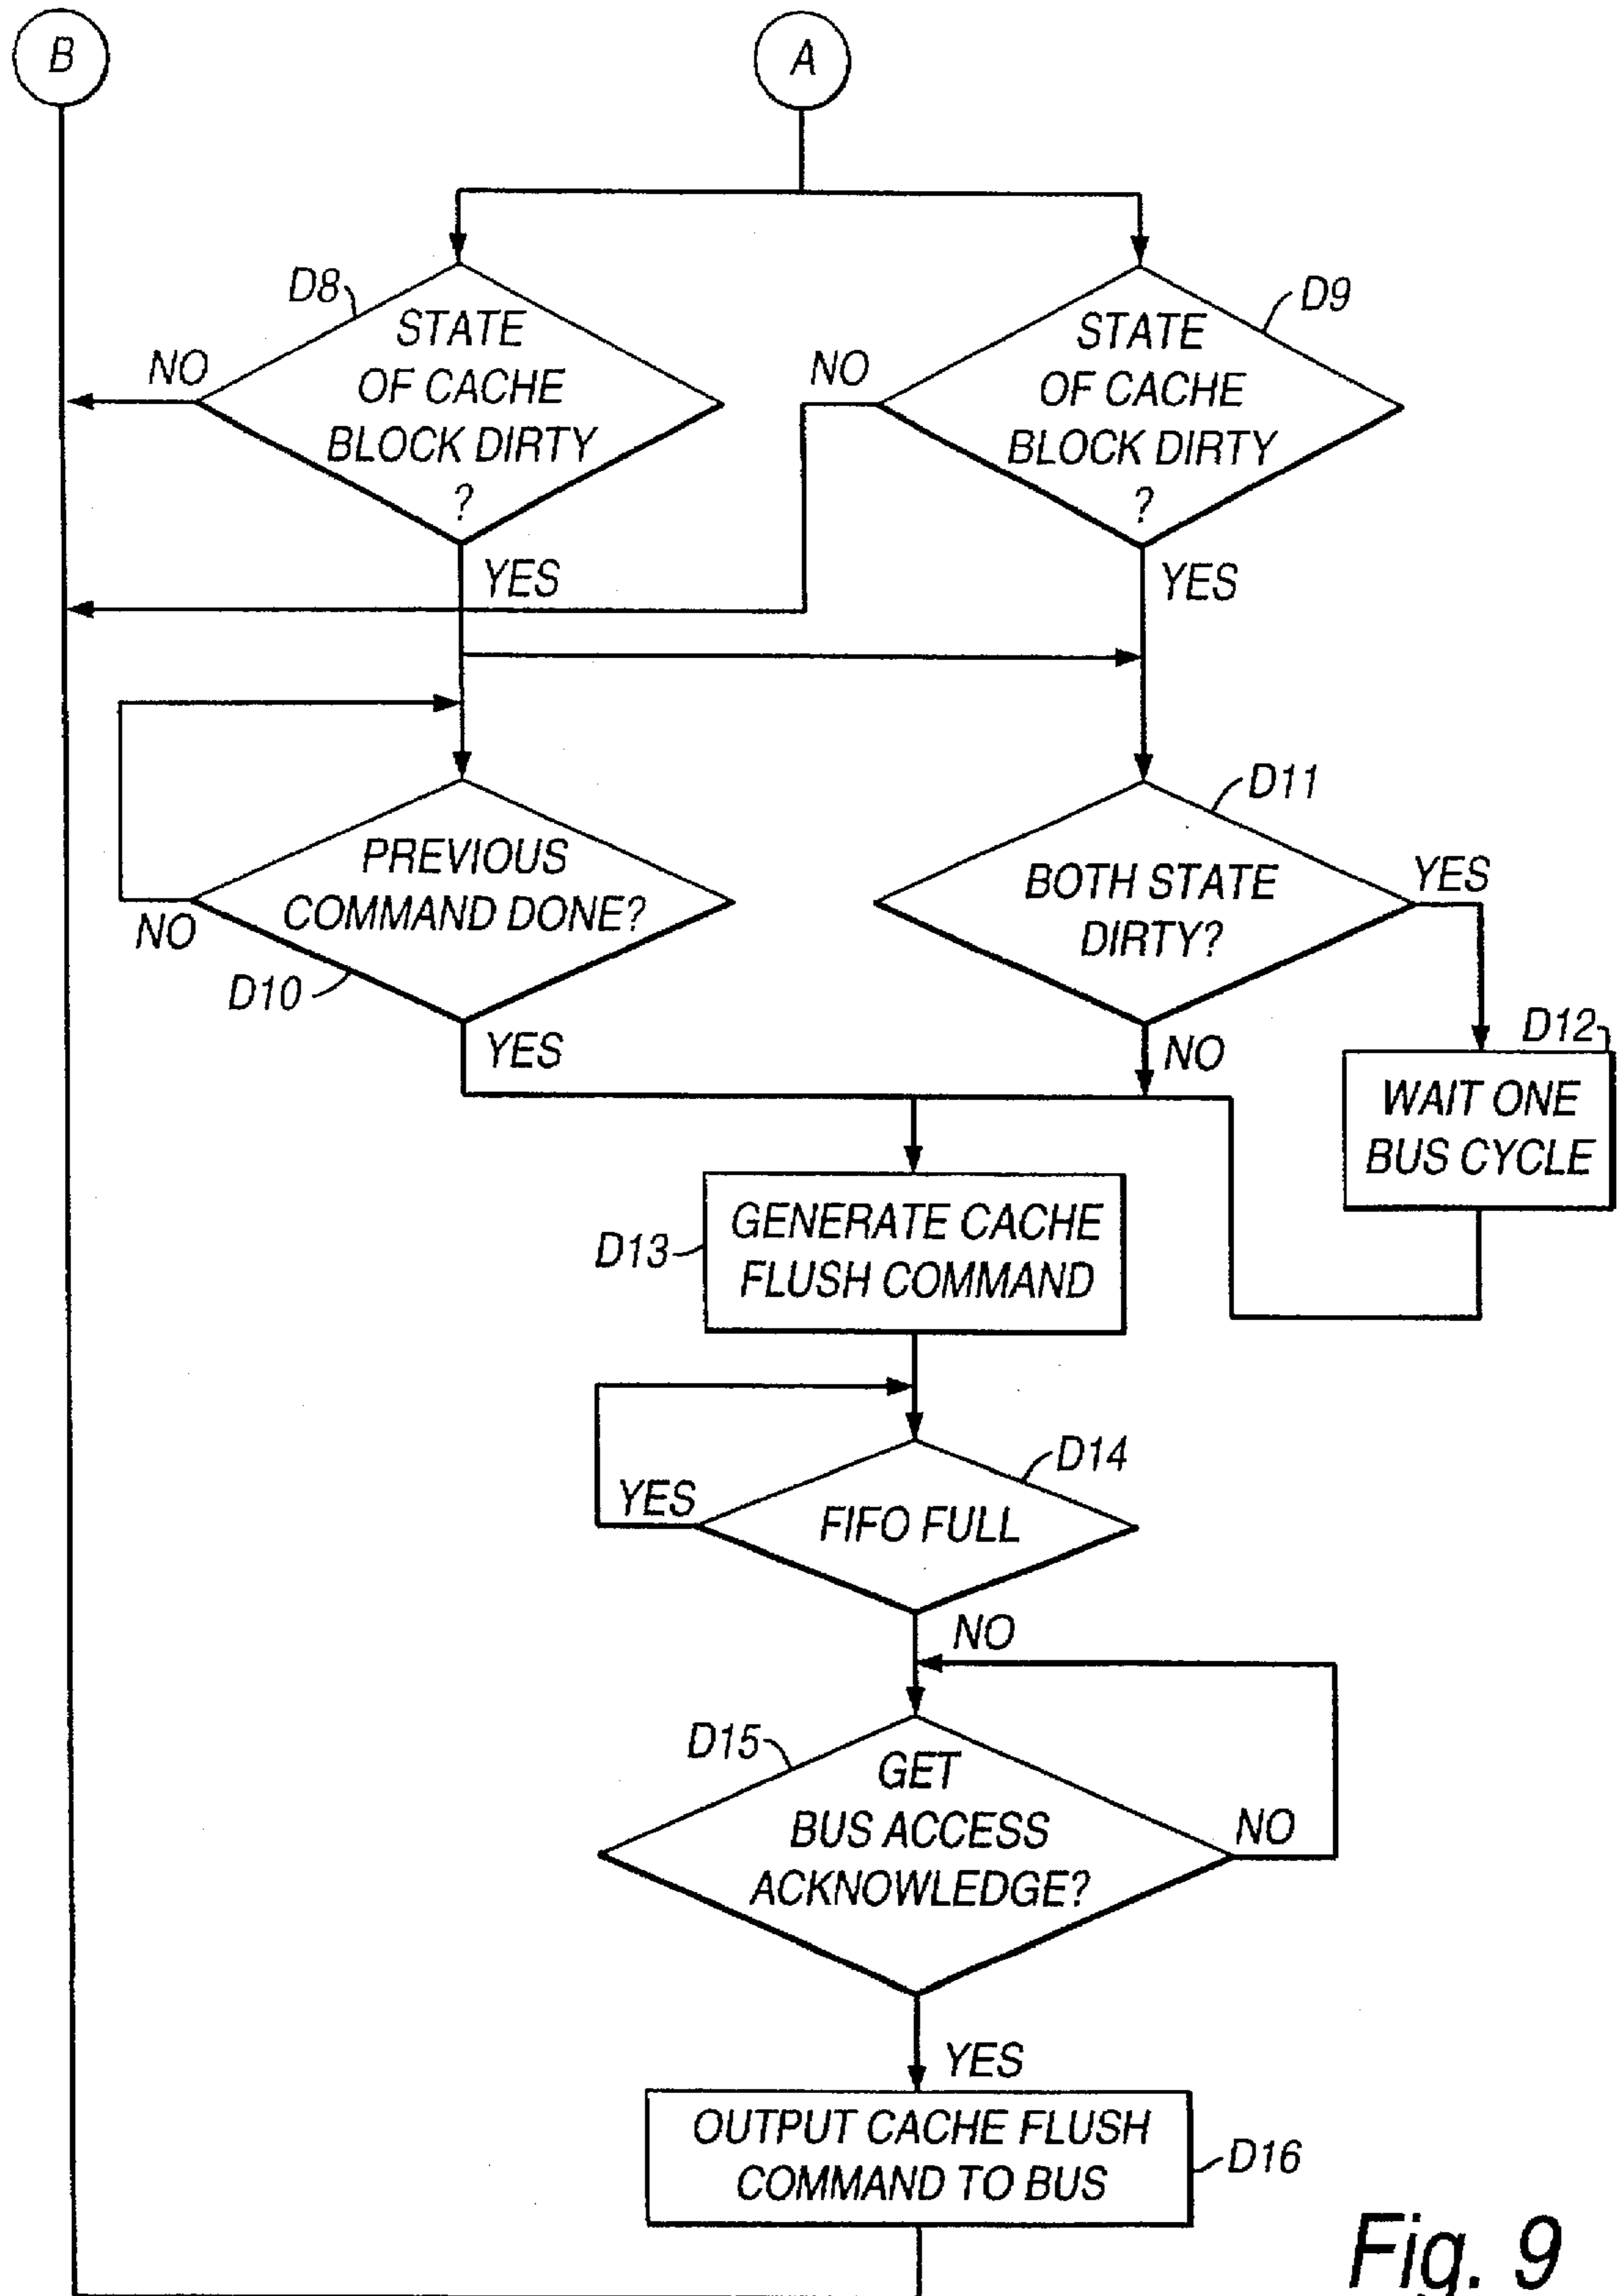 B
A
D8
STATE
OF CACHE
BLOCK DIRTY
?
NO
YES
D9
STATE
OF CACHE
BLOCK DIRTY
?
NO
YES
PREVIOUS
COMMAND DONE?
NO
D10
YES
D11
BOTH STATE
DIRTY?
YES
NO
D12
WAIT ONE
BUS CYCLE
D13
GENERATE CACHE
FLUSH COMMAND
D14
FIFO FULL
YES
NO
D15
GET
BUS ACCESS
ACKNOWLEDGE?
NO
YES
OUTPUT CACHE FLUSH
COMMAND TO BUS
D16
Fig. 9